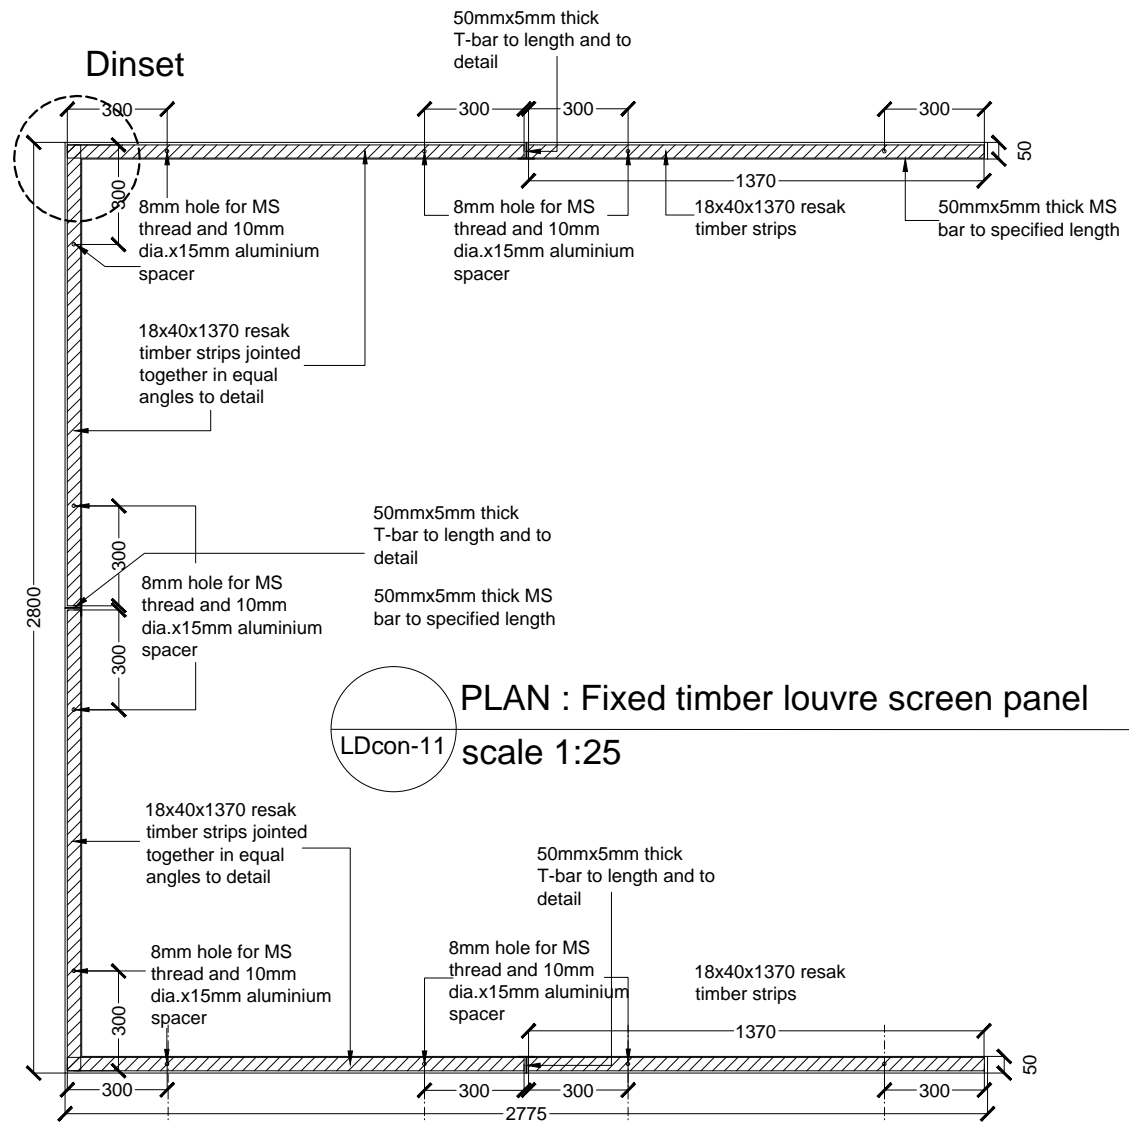 50mmx5mm thick
T-bar to length and to
detail
Dinset
300
300
300
300
50
1370
300
8mm hole for MS
thread and 10mm
dia.x15mm aluminium
spacer
8mm hole for MS
thread and 10mm
dia.x15mm aluminium
spacer
18x40x1370 resak
timber strips
50mmx5mm thick MS
bar to specified length
18x40x1370 resak
timber strips jointed
together in equal
angles to detail
50mmx5mm thick
T-bar to length and to
detail
300
2800
8mm hole for MS
thread and 10mm
dia.x15mm aluminium
spacer
50mmx5mm thick MS
bar to specified length
300
PLAN : Fixed timber louvre screen panel
LDcon-11
scale 1:25
18x40x1370 resak
timber strips jointed
together in equal
angles to detail
50mmx5mm thick
T-bar to length and to
detail
8mm hole for MS
thread and 10mm
dia.x15mm aluminium
spacer
8mm hole for MS
thread and 10mm
dia.x15mm aluminium
spacer
18x40x1370 resak
timber strips
300
1370
50
300
300
300
300
2775